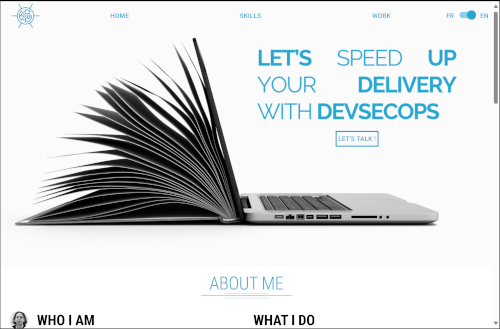 HOME SKILLS WORK FR EN
LET'S SPEED UP
YOUR DELIVERY
WITH DEVSECOPS
LET'S TALK !
ABOUT ME
WHO I AM WHAT I DO